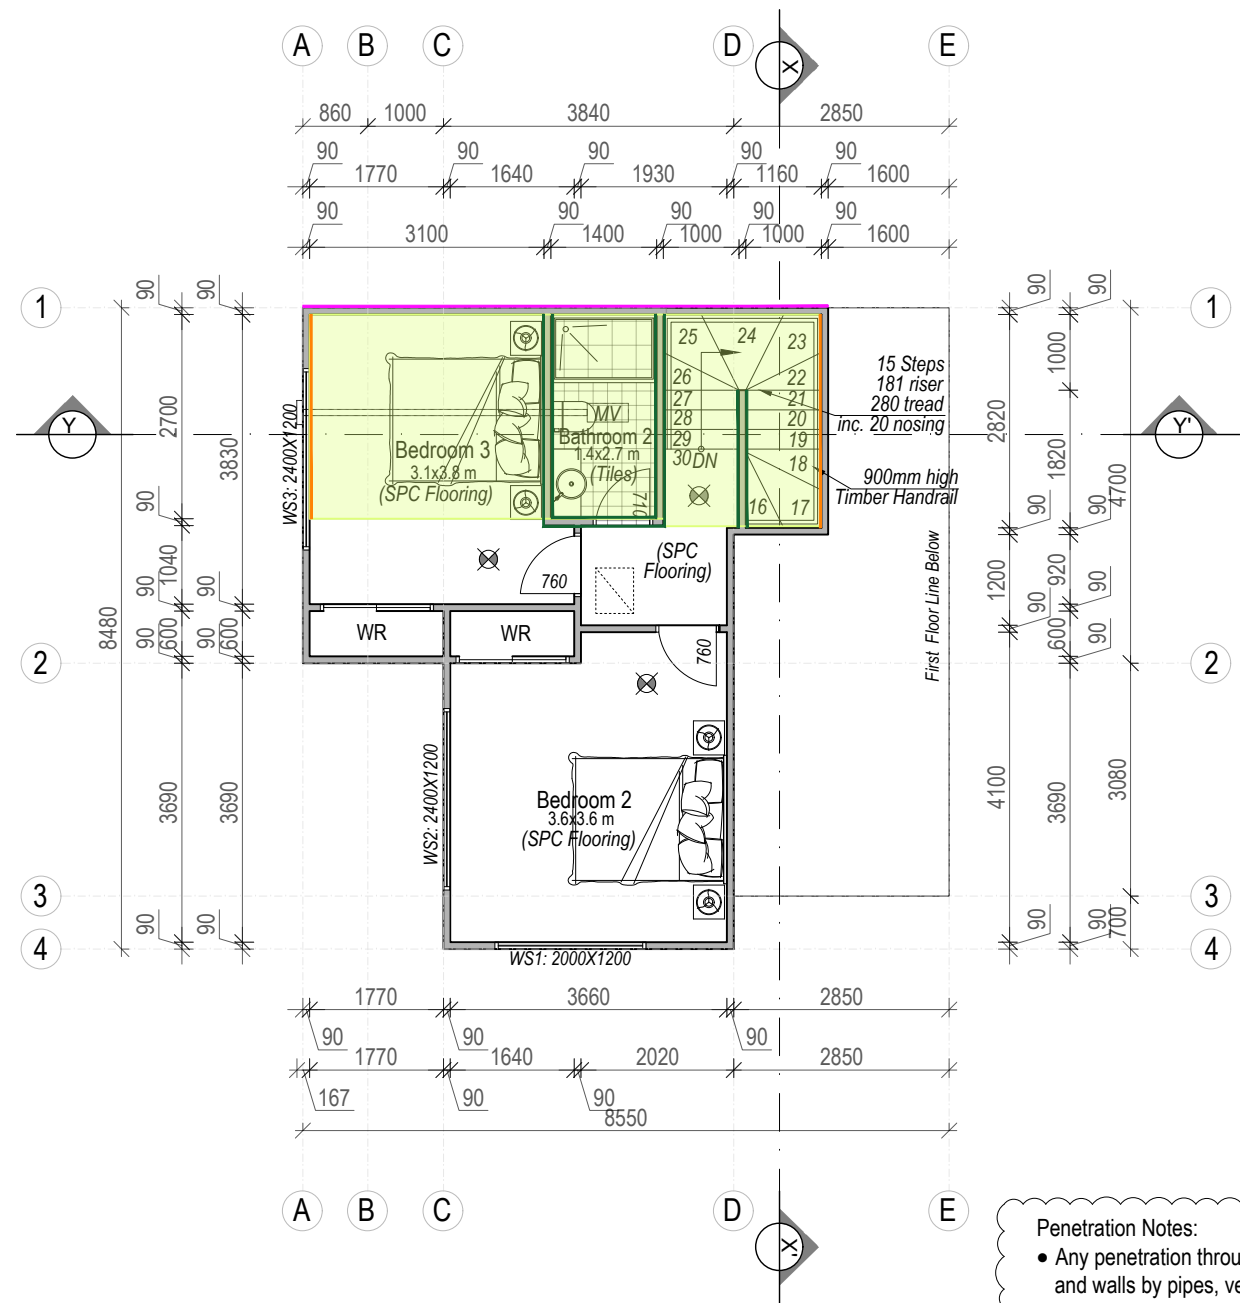 A B C D E
X
860 1000 3840 2850
90 90 90 90 90
1770 1640 1930 1160 1600
90 90 90 90 90
3100 1400 1000 1000 1600
1 1
90 90 90 90
25 24 23
26 22
27 21
28 20
29 19
30 DN 18
16 17
15 Steps
181 riser
280 tread
inc. 20 nosing
900mm high
Timber Handrail
Y Y'
WS3: 2400X1200
Bedroom 3
3.1x3.8 m
(SPC Flooring)
MV
Bathroom 2
1.4x2.7 m
(Tiles)
710
(SPC
Flooring)
760
WR WR
760
First Floor Line Below
2700 3830 1000 2820 1820 4700
90 90 90
1040 1200 920
90 90 90 90 90
8480 600 600 600
90 90 90
2 2
WS2: 2400X1200
Bedroom 2
3.6x3.6 m
(SPC Flooring)
3690 3690 4100 3690 3080
3 3
90 90 90 90 700
4 4
WS1: 2000X1200
1770 3660 2850
90 90 90
1770 1640 2020 2850
167 90 90
8550
A B C D E
X'
Penetration Notes:
• Any penetration throu
and walls by pipes, ve